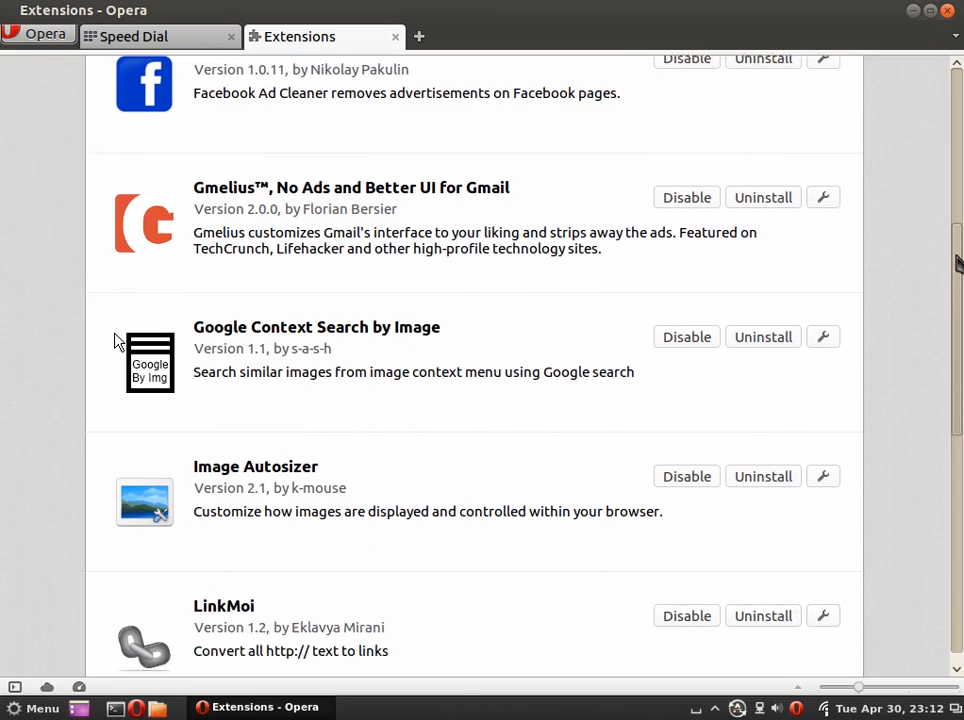 Extensions - Opera
Opera
Speed Dial
Extensions
Version 1.0.11, by Nikolay Pakulin
Disable
Uninstall
Facebook Ad Cleaner removes advertisements on Facebook pages.
Gmelius™, No Ads and Better UI for Gmail
Disable
Uninstall
Version 2.0.0, by Florian Bersier
Gmelius customizes Gmail's interface to your liking and strips away the ads. Featured on
TechCrunch, Lifehacker and other high-profile technology sites.
Google Context Search by Image
Disable
Uninstall
Version 1.1, by s-a-s-h
Google
By Img
Search similar images from image context menu using Google search
Image Autosizer
Disable
Uninstall
Version 2.1, by k-mouse
Customize how images are displayed and controlled within your browser.
LinkMoi
Disable
Uninstall
Version 1.2, by Eklavya Mirani
Convert all http:// text to links
Menu
Extensions - Opera
Tue Apr 30, 23:12